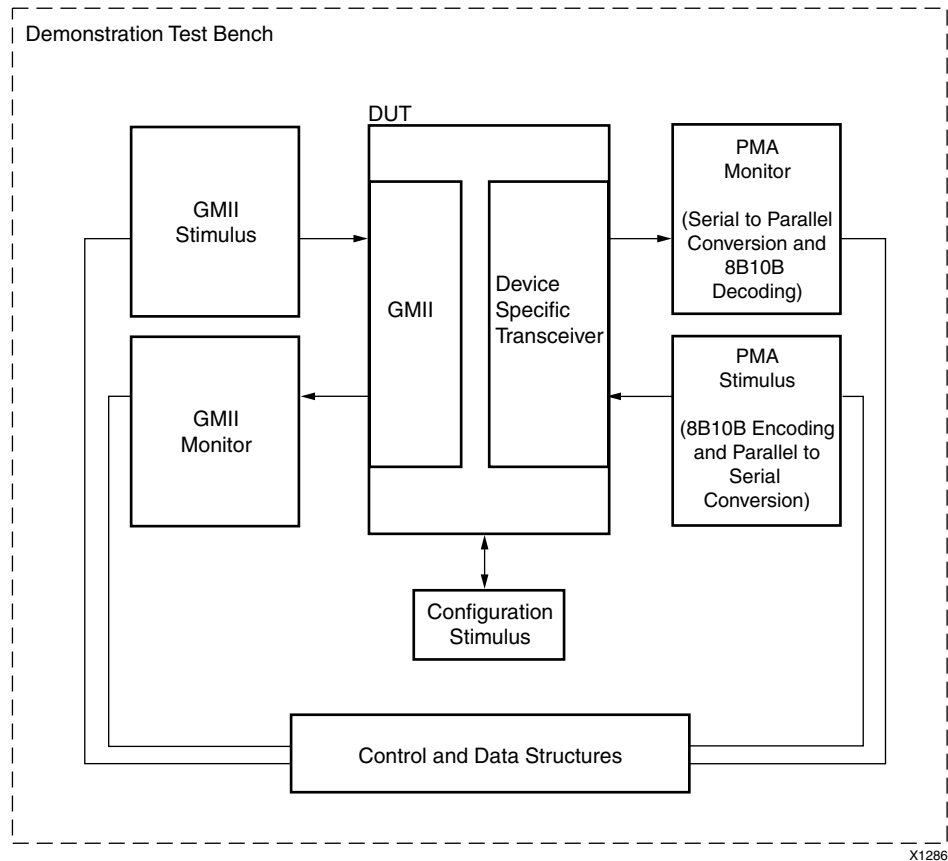 Demonstration Test Bench
DUT
GMII
Stimulus
GMII
Monitor
GMII
Device
Specific
Transceiver
PMA
Monitor
(Serial to Parallel
Conversion and
8B10B
Decoding)
PMA
Stimulus
(8B10B Encoding
and Parallel to
Serial
Conversion)
Configuration
Stimulus
Control and Data Structures
X1286